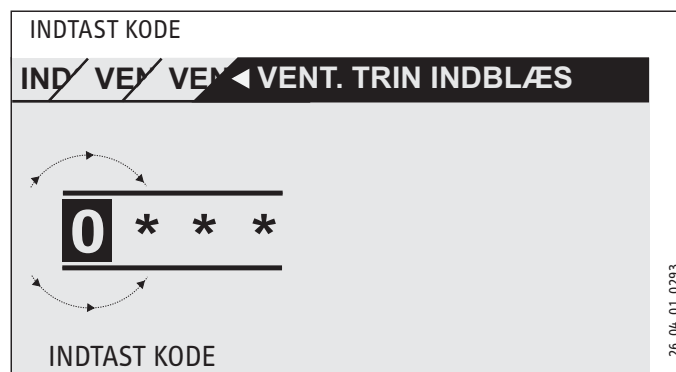 INDTAST KODE
IND VEN VEN VENT. TRIN INDBLÆS
0 * * *
INDTAST KODE
26_04_01_0293